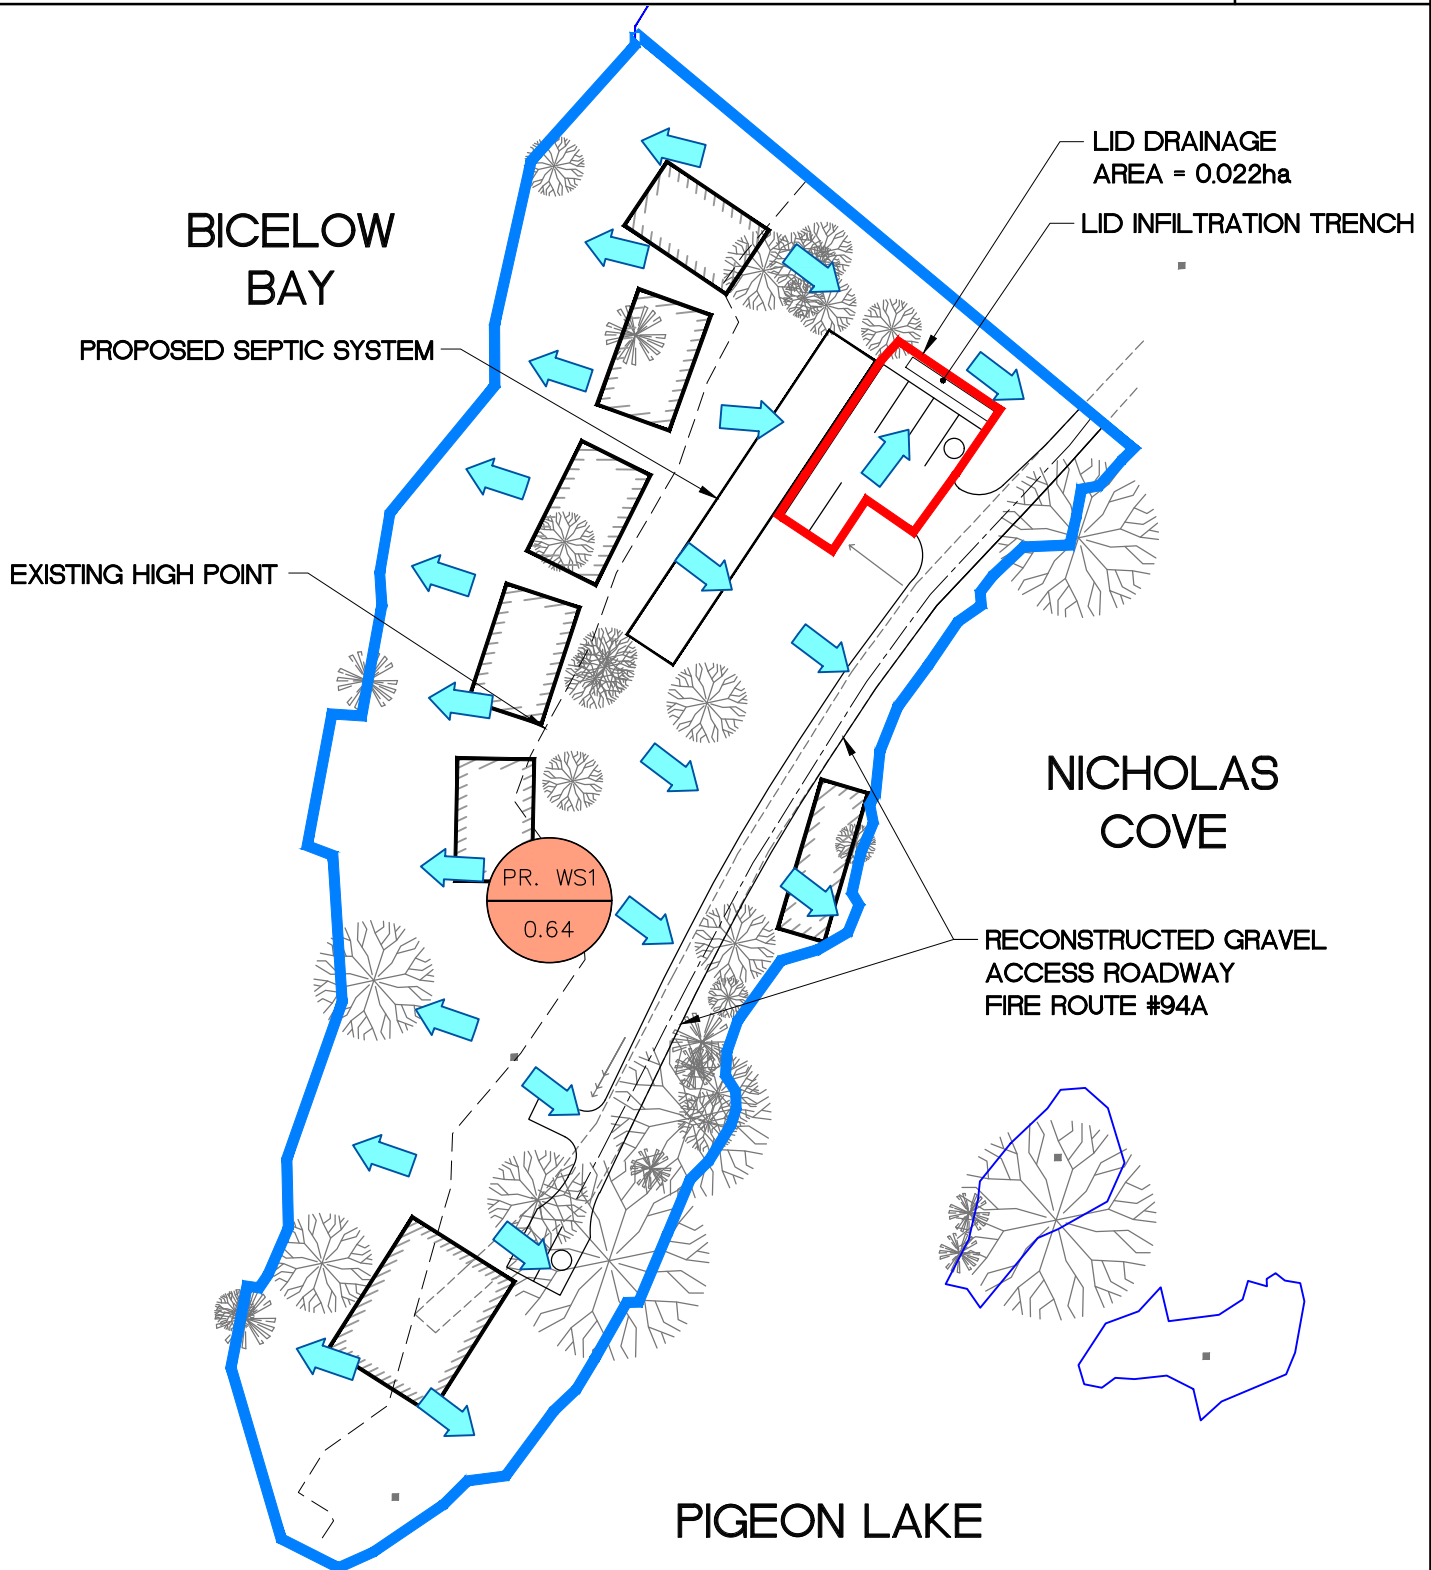 LID DRAINAGE
AREA = 0.022ha
LID INFILTRATION TRENCH
BICELOW
BAY
PROPOSED SEPTIC SYSTEM
EXISTING HIGH POINT
NICHOLAS
COVE
PR. WS1
0.64
RECONSTRUCTED GRAVEL
ACCESS ROADWAY
FIRE ROUTE #94A
PIGEON LAKE